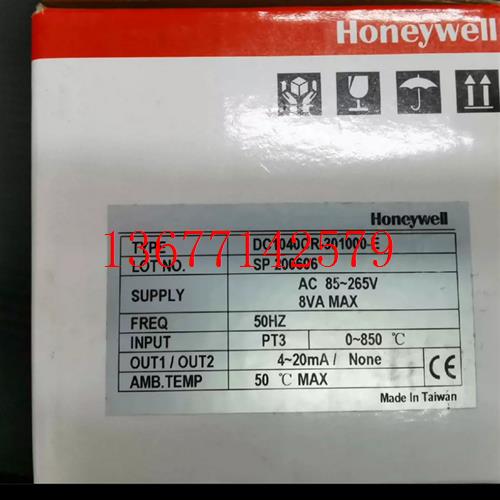 Honeywell
Honeywell
TYPE DC1040CR-301000-E
13677142579
LOT NO. SP-200606
SUPPLY AC 85~265V
8VA MAX
FREQ 50HZ
INPUT PT3 0~850 ℃
OUT1 / OUT2 4~20mA / None
AMB.TEMP 50 ℃ MAX
CE
Made In Taiwan